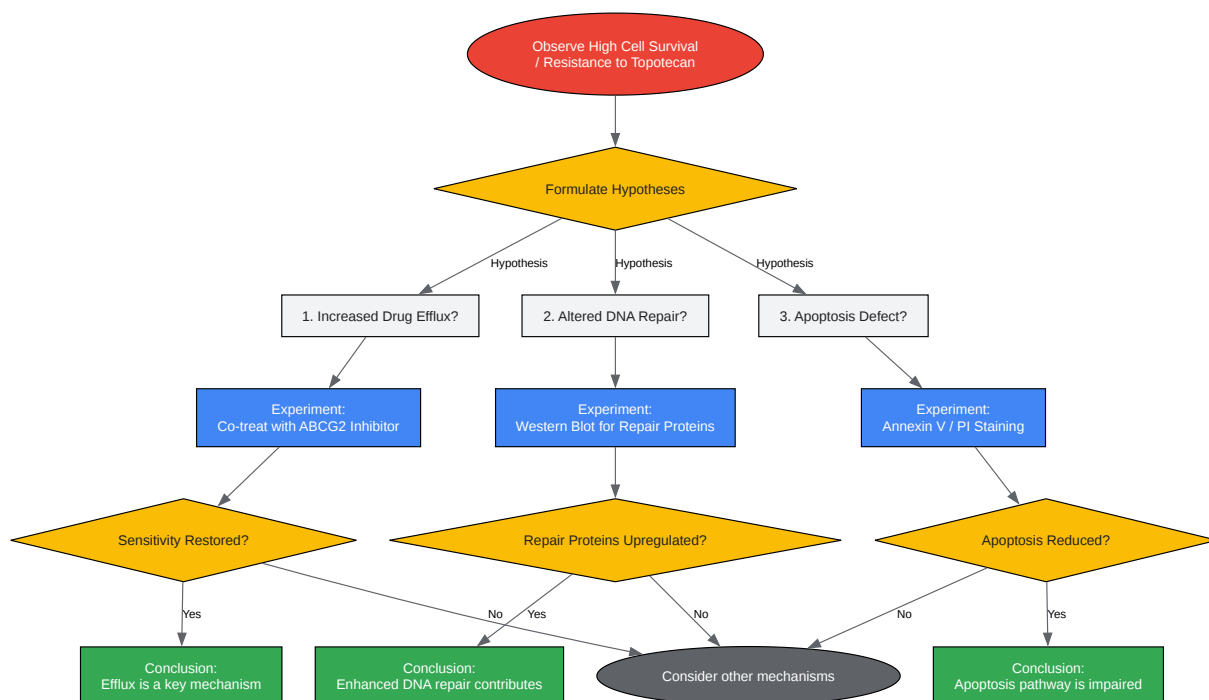 Observe High Cell Survival
/ Resistance to Topotecan
Formulate Hypotheses
Hypothesis
Hypothesis
Hypothesis
1. Increased Drug Efflux?
2. Altered DNA Repair?
3. Apoptosis Defect?
Experiment:
Co-treat with ABCG2 Inhibitor
Experiment:
Western Blot for Repair Proteins
Experiment:
Annexin V / PI Staining
Sensitivity Restored?
Repair Proteins Upregulated?
Apoptosis Reduced?
Yes
No
Yes
No
No
Yes
Conclusion:
Efflux is a key mechanism
Conclusion:
Enhanced DNA repair contributes
Consider other mechanisms
Conclusion:
Apoptosis pathway is impaired